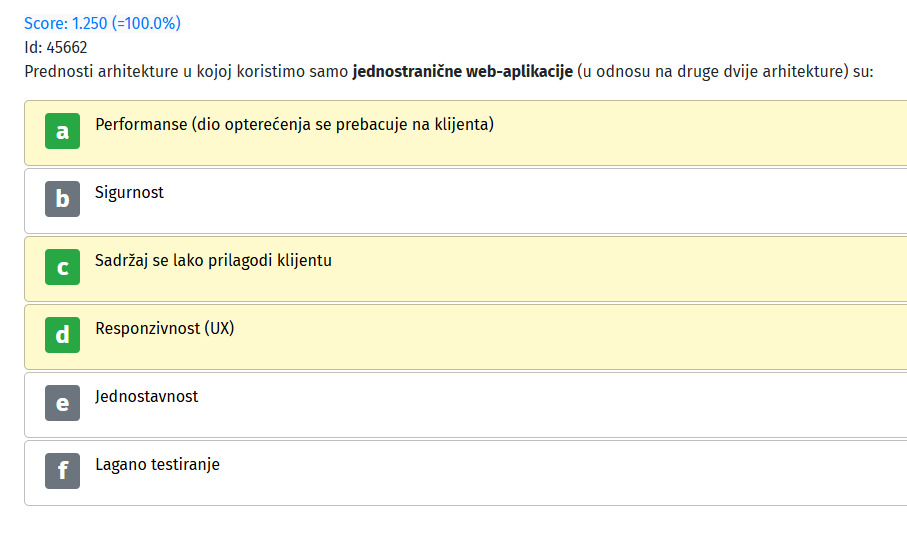 Score: 1.250 (=100.0%)
Id: 45662
Prednosti arhitekture u kojoj koristimo samo jednostranične web-aplikacije (u odnosu na druge dvije arhitekture) su:
a Performanse (dio opterećenja se prebacuje na klijenta)
b Sigurnost
c Sadržaj se lako prilagodi klijentu
d Responzivnost (UX)
e Jednostavnost
f Lagano testiranje